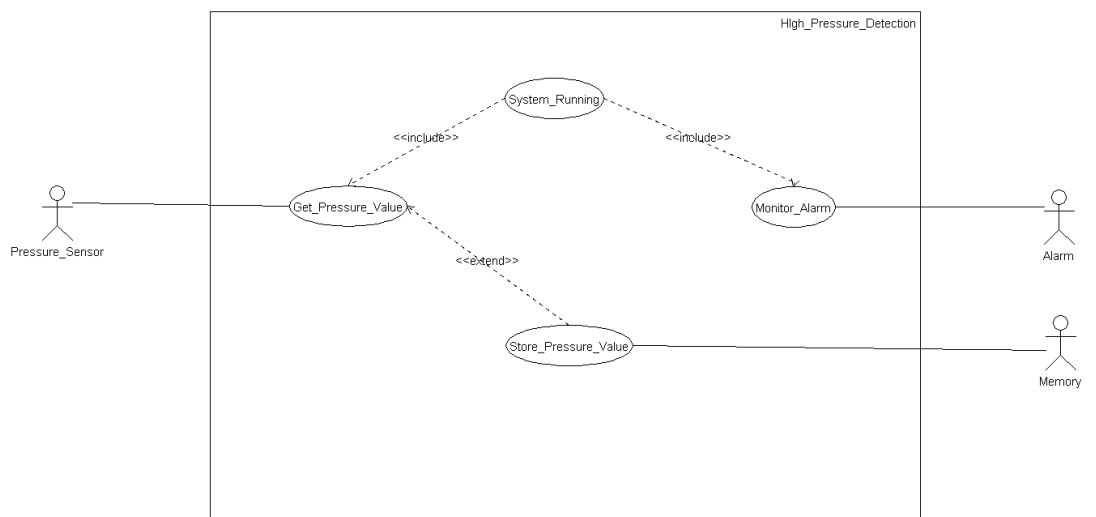 HIgh_Pressure_Detection
System_Running
<<include>>
<<include>>
Pressure_Sensor
Get_Pressure_Value
Monitor_Alarm
Alarm
<<extend>>
Store_Pressure_Value
Memory